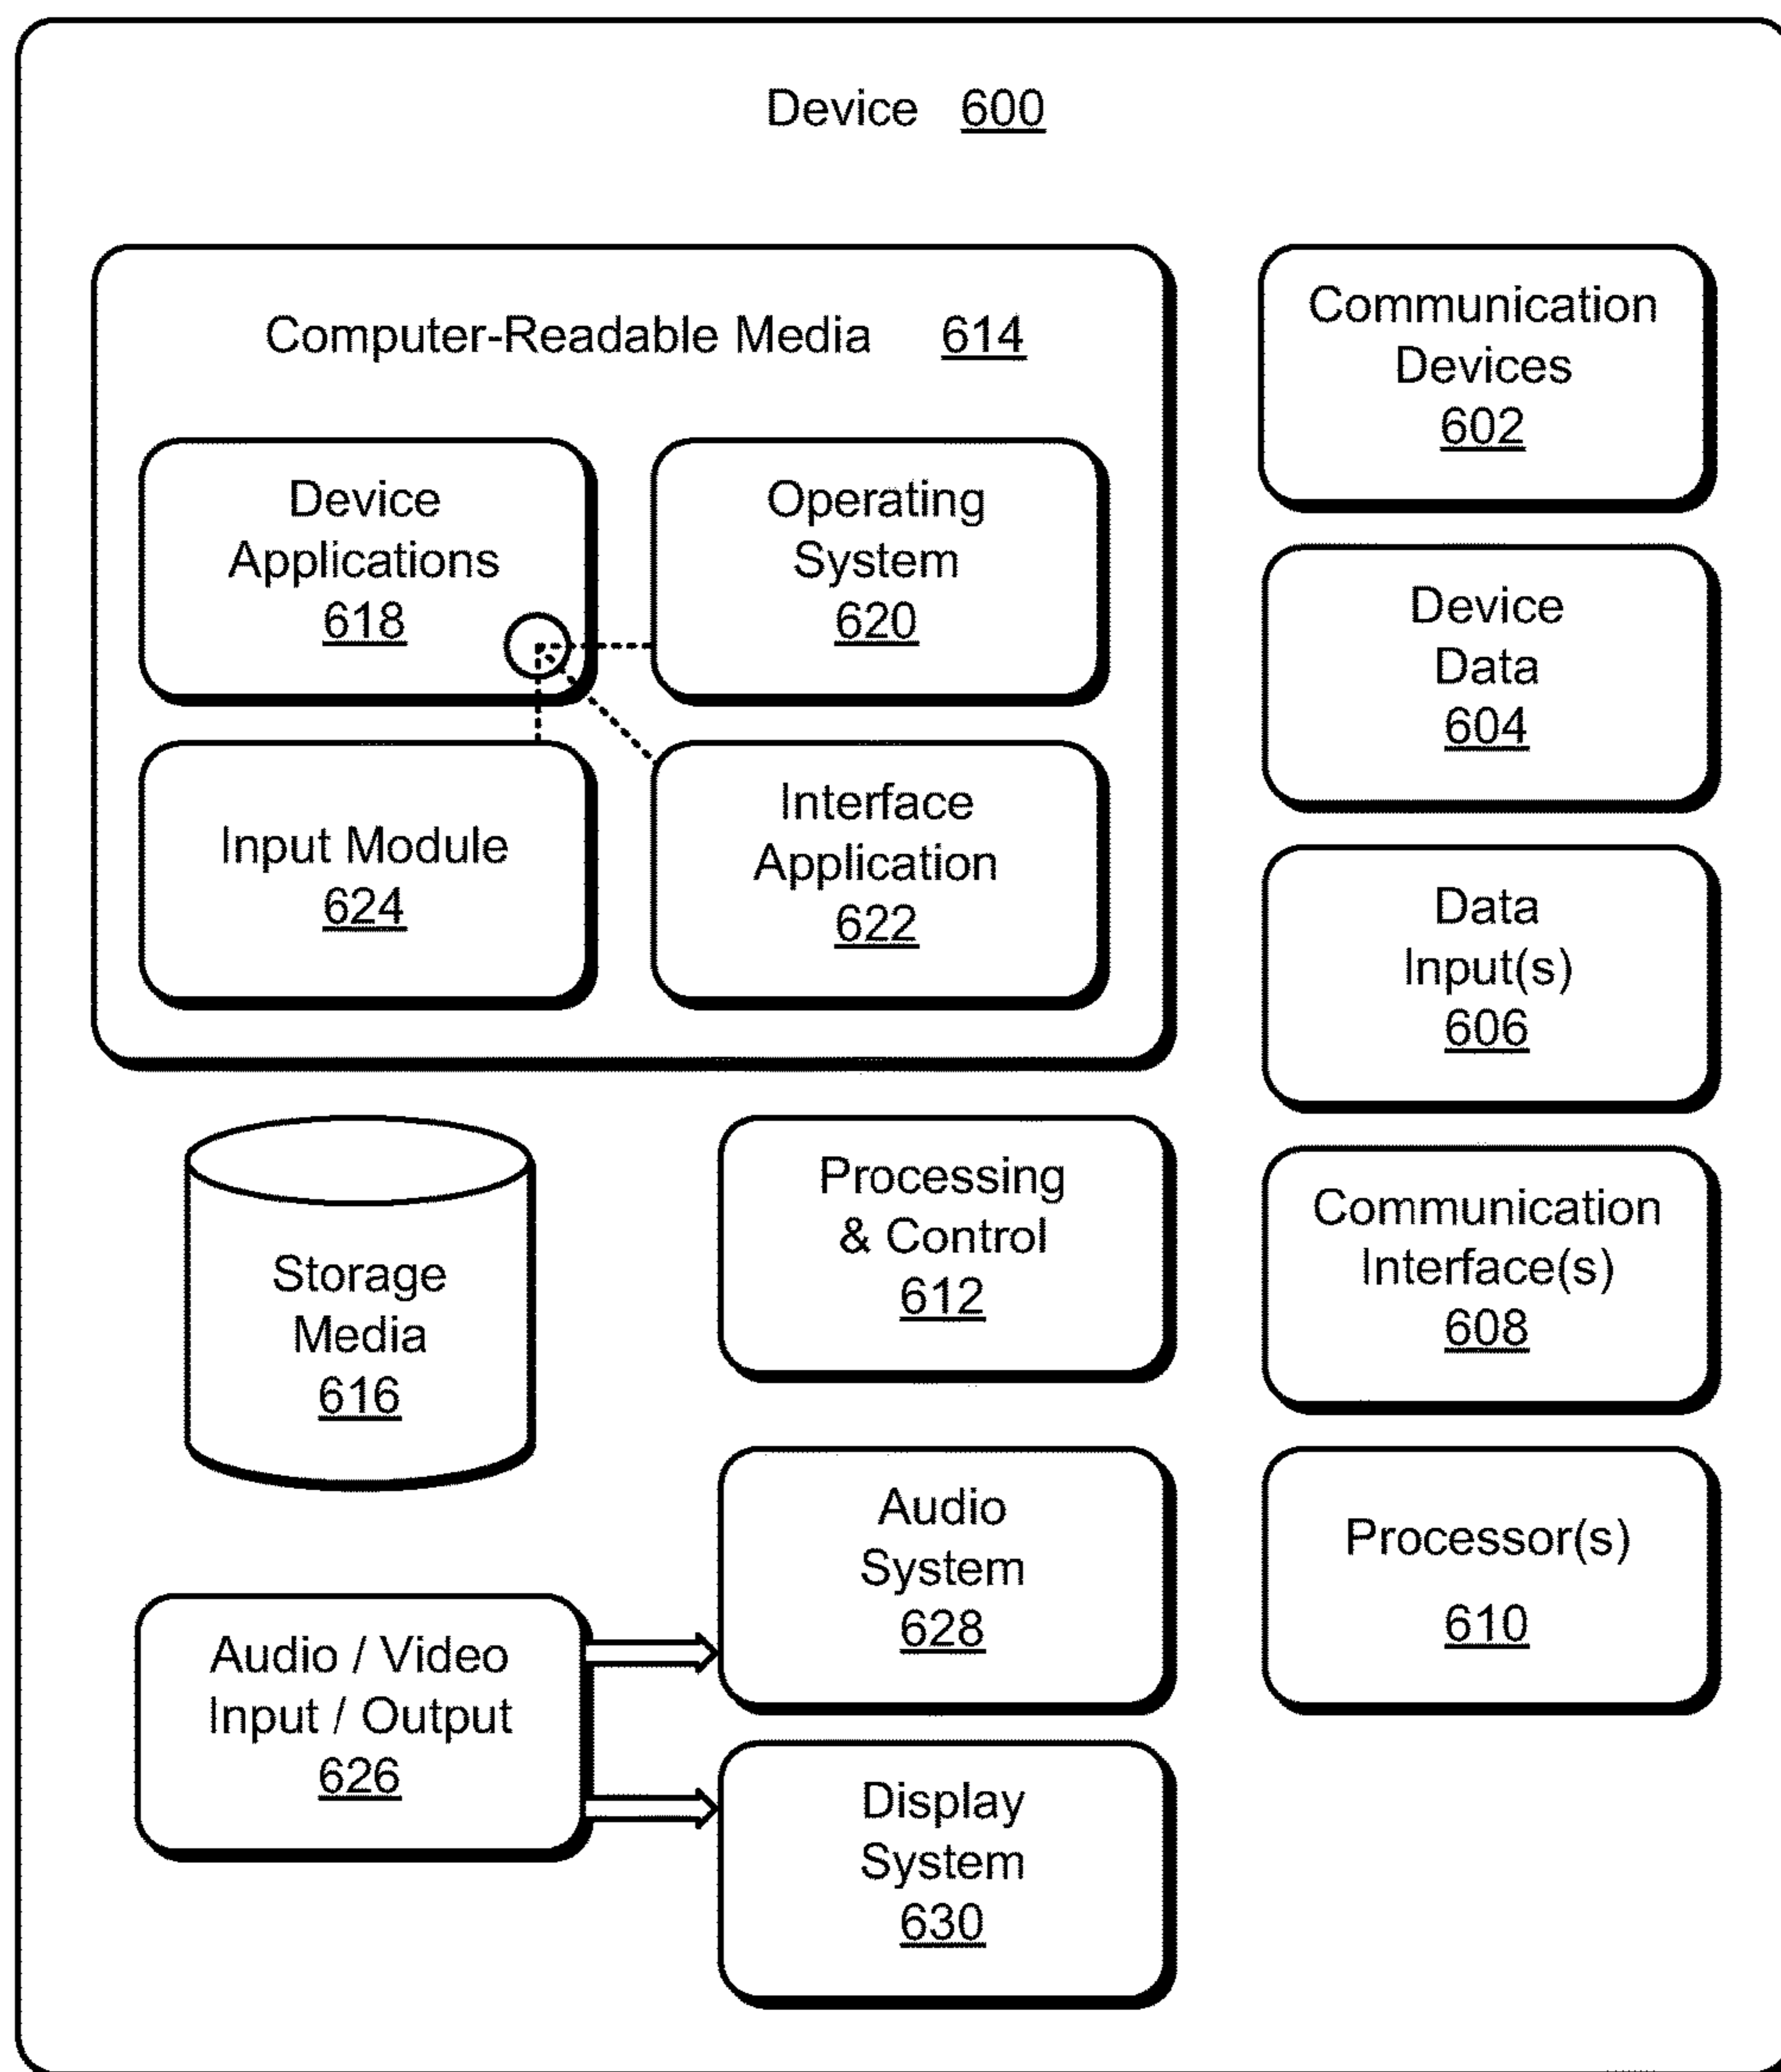 Device 600
Computer-Readable Media 614
Device
Applications
618
Operating
System
620
Input Module
624
Interface
Application
622
Storage
Media
616
Processing
& Control
612
Audio / Video
Input / Output
626
Audio
System
628
Display
System
630
Communication
Devices
602
Device
Data
604
Data
Input(s)
606
Communication
Interface(s)
608
Processor(s)
610